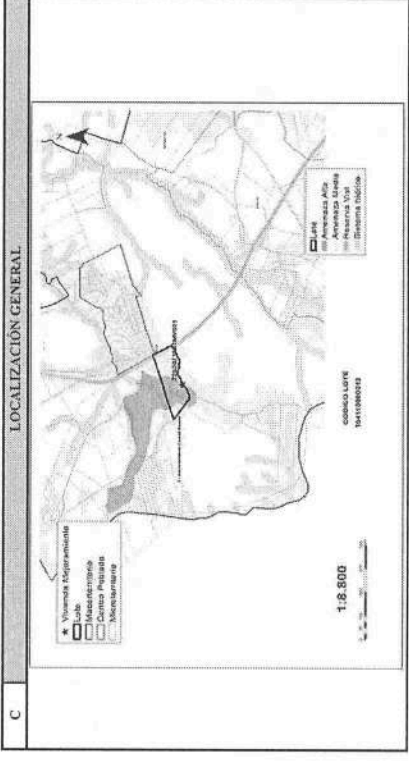 C
LOCALIZACIÓN GENERAL
Vivienda Mejoramiento
Lote
Macroterritorio
Centro Poblado
Microterritorio
N
Lote
Amenaza Alta
Amenaza Media
Reserva Vial
Sistema hídrico
1:8.800
CODIGO LOTE